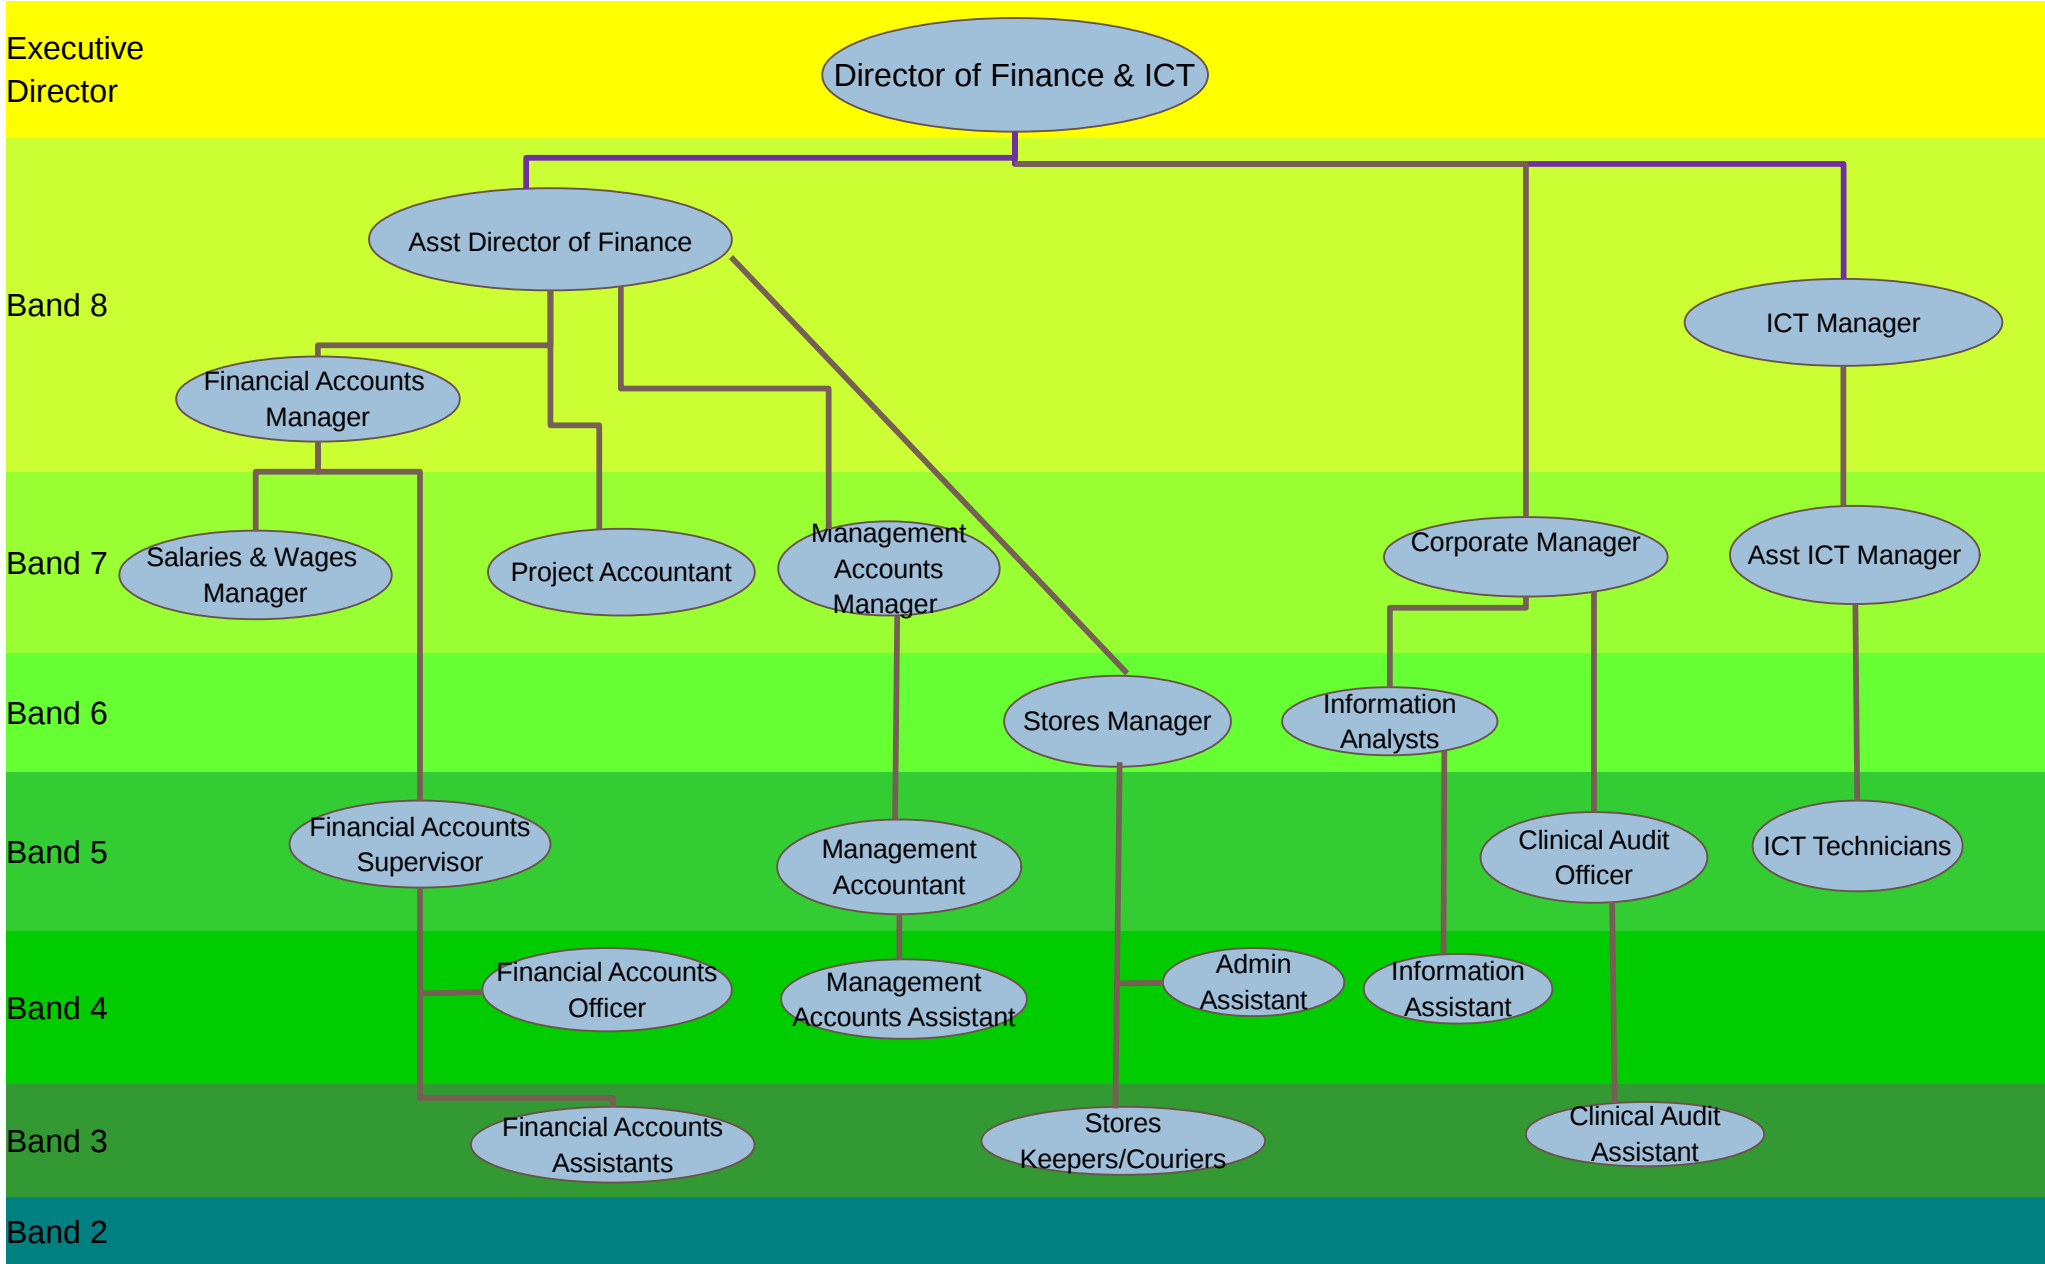 Executive
Director
Director of Finance & ICT
Band 8
Asst Director of Finance
ICT Manager
Financial Accounts
Manager
Band 7
Salaries & Wages
Manager
Project Accountant
Management
Accounts
Manager
Corporate Manager
Asst ICT Manager
Band 6
Stores Manager
Information
Analysts
Band 5
Financial Accounts
Supervisor
Management
Accountant
Clinical Audit
Officer
ICT Technicians
Band 4
Financial Accounts
Officer
Management
Accounts Assistant
Admin
Assistant
Information
Assistant
Band 3
Financial Accounts
Assistants
Stores
Keepers/Couriers
Clinical Audit
Assistant
Band 2